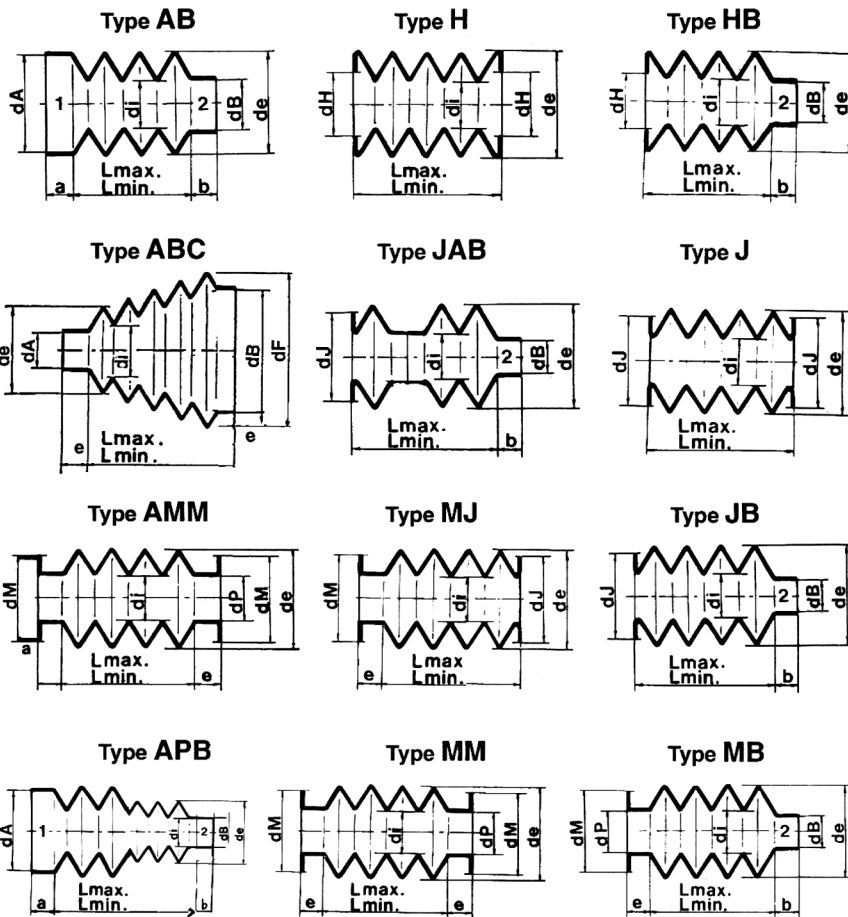 Type AB
dA
1
di
2
dB
de
Lmax.
Lmin.
a
b
Type H
dH
di
dH
de
Lmax.
Lmin.
Type HB
dH
di
2
dB
de
Lmax.
Lmin.
b
Type ABC
de
dA
di
dB
dF
Lmax.
Lmin.
e
e
Type JAB
dJ
di
2
dB
de
Lmax.
Lmin.
b
Type J
dJ
di
dJ
de
Lmax.
Lmin.
Type AMM
dM
di
dP
dM
de
a
Lmax.
Lmin.
e
Type MJ
dM
di
dJ
de
Lmax
Lmin.
e
Type JB
dJ
di
2
dB
de
Lmax.
Lmin.
b
Type APB
dA
1
di
2
dB
de
Lmax.
Lmin.
a
b
Type MM
dM
di
dP
dM
de
Lmax.
Lmin.
e
e
Type MB
dM
dP
di
2
dB
de
Lmax.
Lmin.
e
b